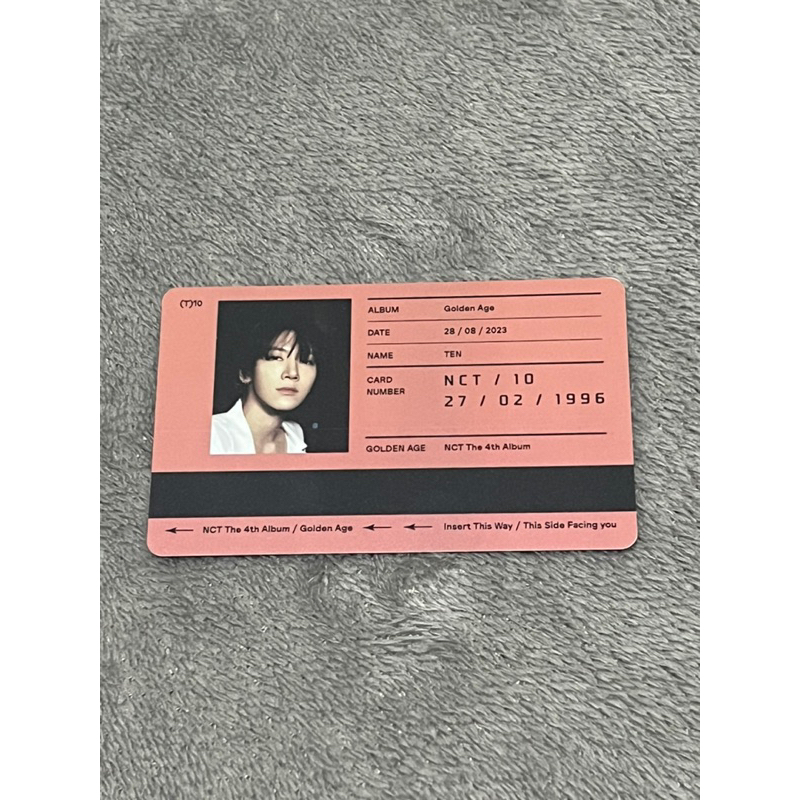 (T)10
ALBUM Golden Age
DATE 28 / 08 / 2023
NAME TEN
CARD NUMBER NCT / 10
27 / 02 / 1996
GOLDEN AGE NCT The 4th Album
← NCT The 4th Album / Golden Age ← ← Insert This Way / This Side Facing you